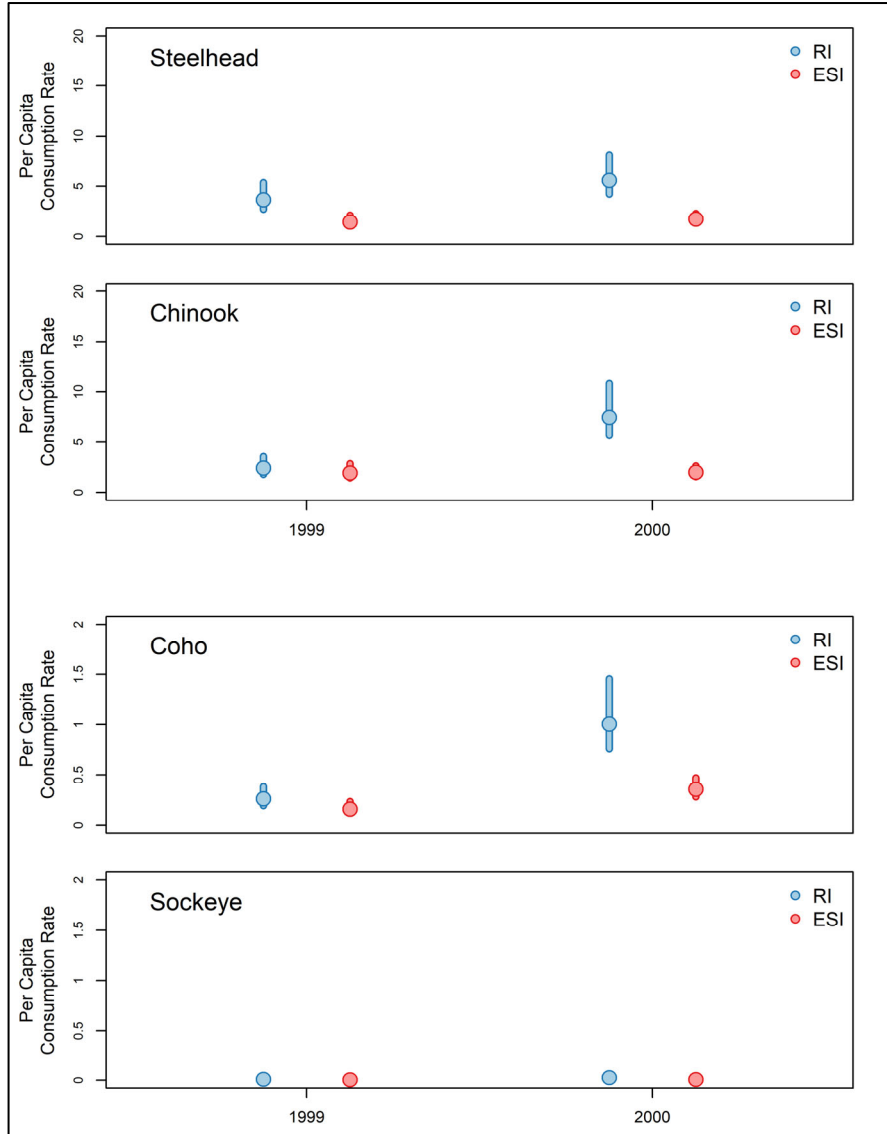 Steelhead
RI
ESI
Per Capita
Consumption Rate
20
15
10
5
0
Chinook
RI
ESI
Per Capita
Consumption Rate
20
15
10
5
0
1999 2000
Coho
RI
ESI
Per Capita
Consumption Rate
2
1.5
1
0.5
0
Sockeye
RI
ESI
Per Capita
Consumption Rate
2
1.5
1
0.5
0
1999 2000